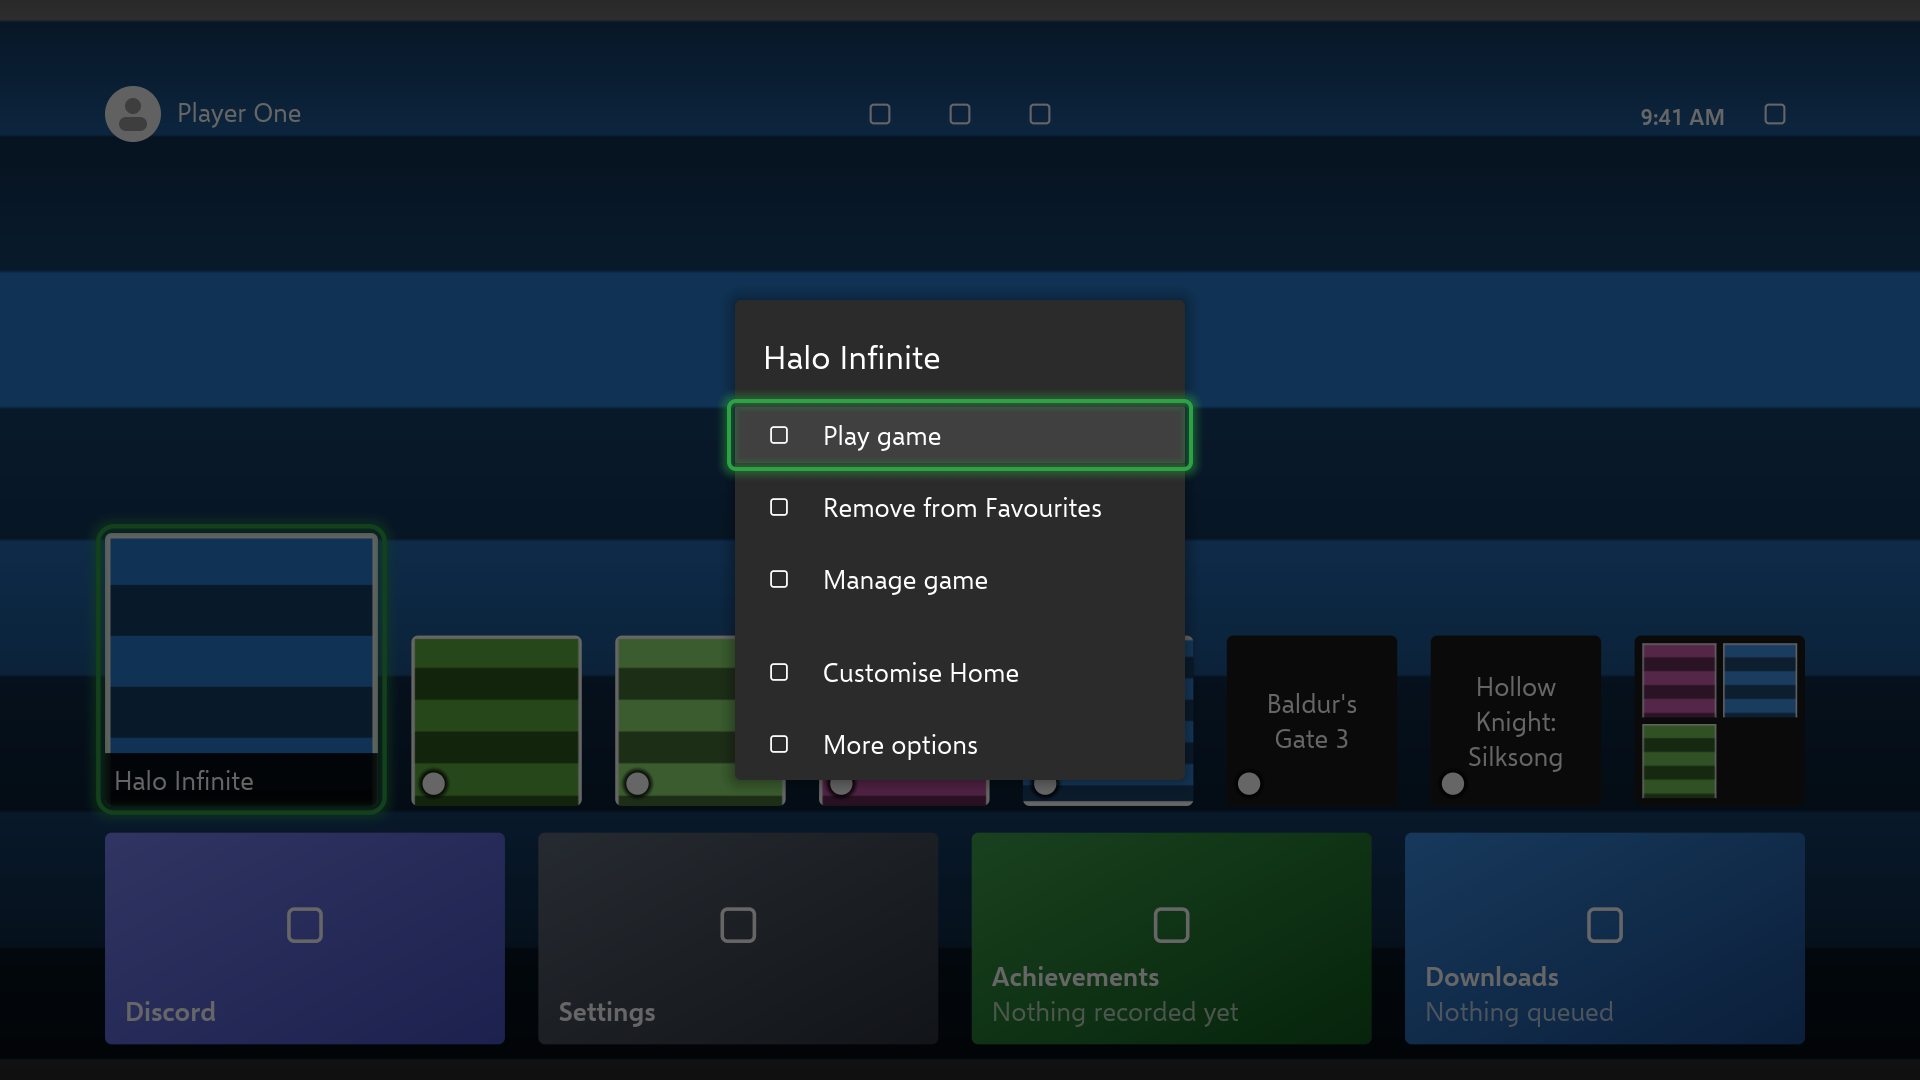 Player One
9:41 AM
Halo Infinite
Play game
Remove from Favourites
Manage game
Customise Home
More options
Halo Infinite
Baldur's
Gate 3
Hollow
Knight:
Silksong
Discord
Settings
Achievements
Nothing recorded yet
Downloads
Nothing queued